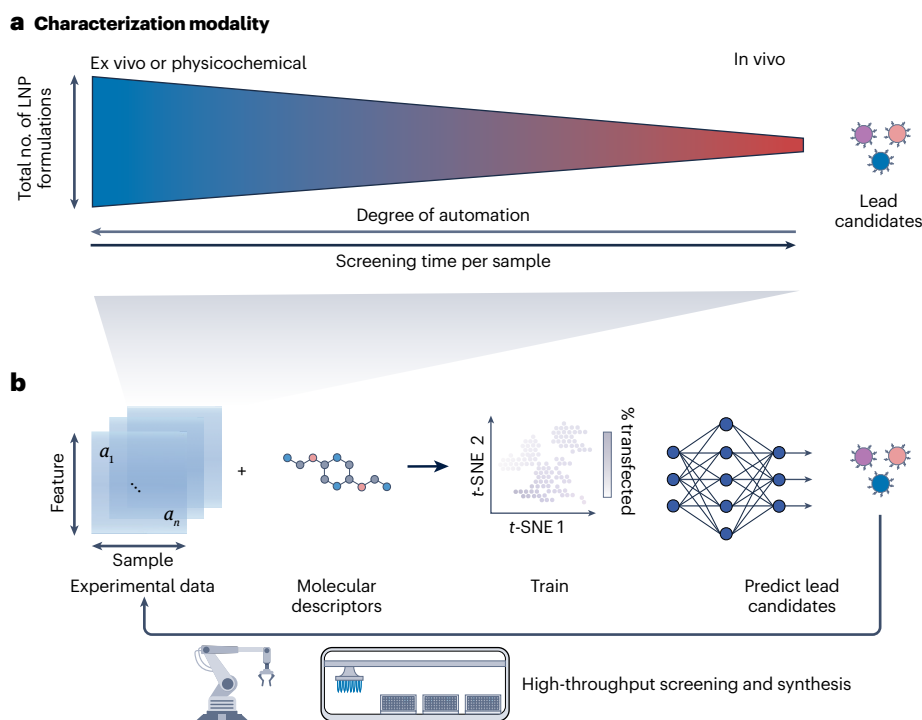 a Characterization modality
Ex vivo or physicochemical
In vivo
Total no. of LNP
formulations
Lead
candidates
Degree of automation
Screening time per sample
b
Feature
a1
an
Sample
+
t-SNE 2
t-SNE 1
% transfected
Experimental data
Molecular
descriptors
Train
Predict lead
candidates
High-throughput screening and synthesis